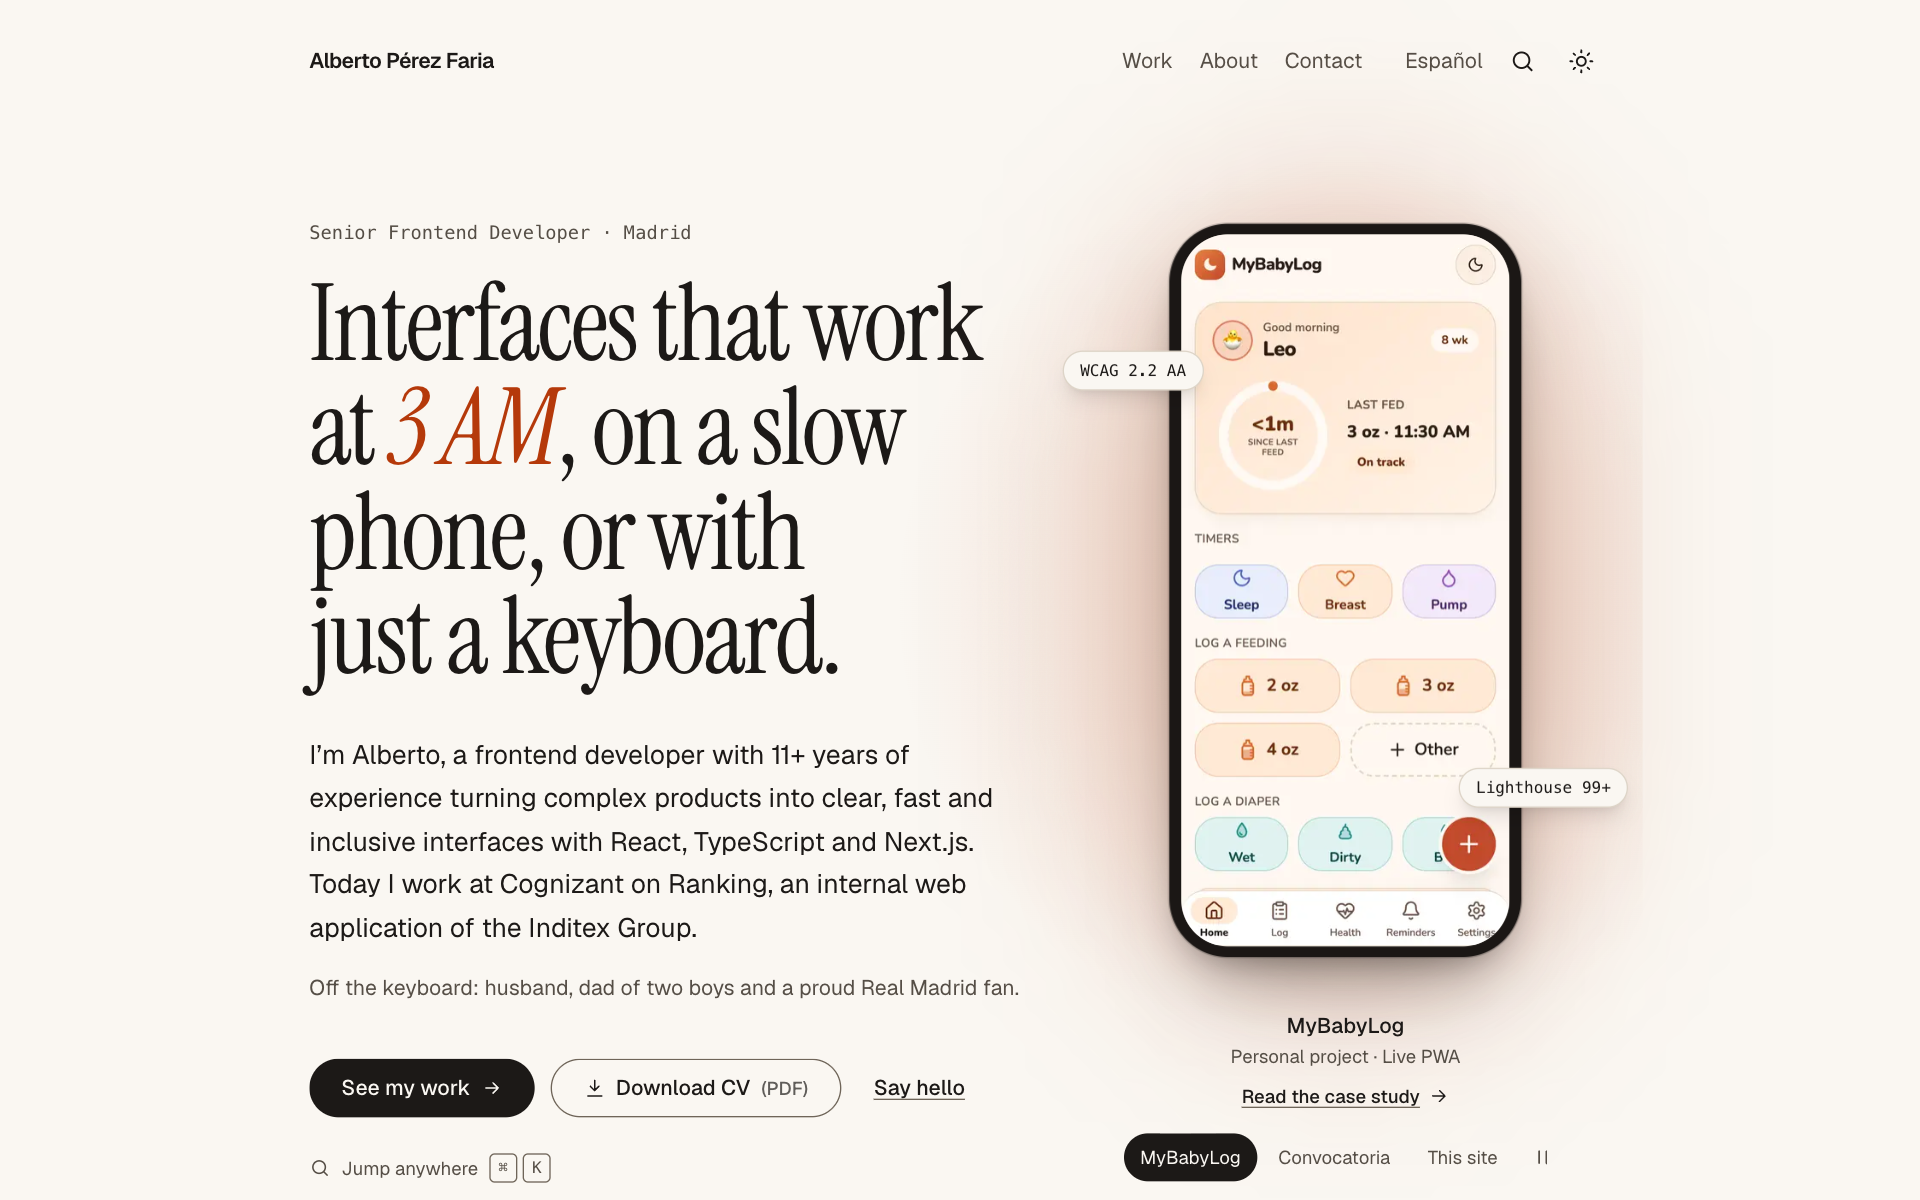 Alberto Pérez Faria
Work About Contact Español
Senior Frontend Developer · Madrid
Interfaces that work
at 3 AM, on a slow
phone, or with
just a keyboard.
I’m Alberto, a frontend developer with 11+ years of
experience turning complex products into clear, fast and
inclusive interfaces with React, TypeScript and Next.js.
Today I work at Cognizant on Ranking, an internal web
application of the Inditex Group.
Off the keyboard: husband, dad of two boys and a proud Real Madrid fan.
See my work → Download CV (PDF) Say hello
Jump anywhere ⌘ K
MyBabyLog
Good morning
Leo
8 wk
WCAG 2.2 AA
<1m
SINCE LAST
FEED
LAST FED
3 oz · 11:30 AM
On track
TIMERS
Sleep Breast Pump
LOG A FEEDING
2 oz 3 oz
4 oz + Other
Lighthouse 99+
LOG A DIAPER
Wet Dirty B
+
Home Log Health Reminders Settings
MyBabyLog
Personal project · Live PWA
Read the case study →
MyBabyLog Convocatoria This site